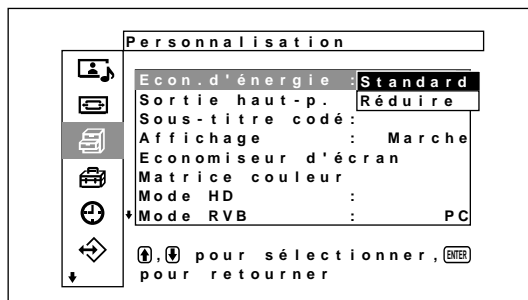 Personnalisation
Econ.d'énergie :Standard
Sortie haut-p. Réduire
Sous-titre codé:
Affichage : Marche
Economiseur d'écran
Matrice couleur
Mode HD :
Mode RVB : PC
, pour sélectionner, ENTER
pour retourner